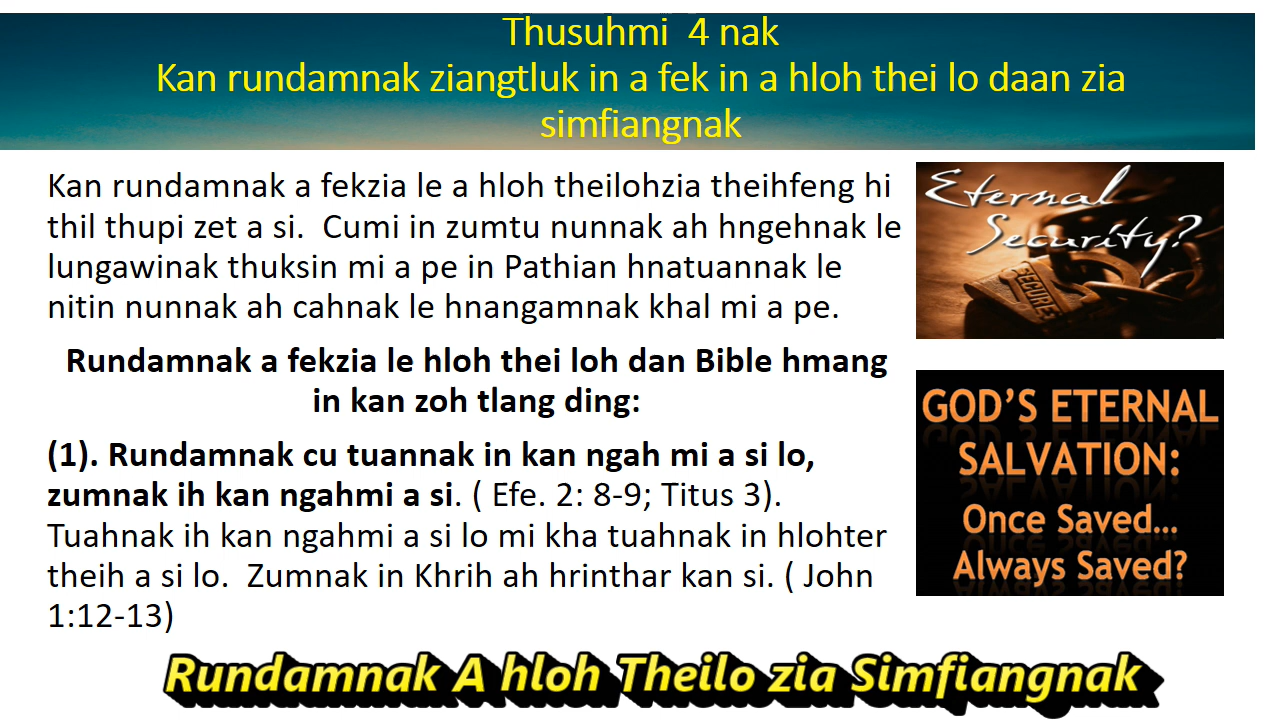 Thusuhmi  4 nak
Kan rundamnak ziangtluk in a fek in a hloh thei lo daan zia
simfiangnak
Kan rundamnak a fekzia le a hloh theilohzia theihfeng hi
thil thupi zet a si.  Cumi in zumtu nunnak ah hngehnak le
lungawinak thuksin mi a pe in Pathian hnatuannak le
nitin nunnak ah cahnak le hnangamnak khal mi a pe.
Rundamnak a fekzia le hloh thei loh dan Bible hmang
in kan zoh tlang ding:
(1). Rundamnak cu tuannak in kan ngah mi a si lo,
zumnak ih kan ngahmi a si. ( Efe. 2: 8-9; Titus 3).
Tuahnak ih kan ngahmi a si lo mi kha tuahnak in hlohter
theih a si lo.  Zumnak in Khrih ah hrinthar kan si. ( John
1:12-13)
Eternal
Security?
SECURE
GOD'S ETERNAL
SALVATION:
Once Saved...
Always Saved?
Rundamnak A hloh Theilo zia Simfiangnak